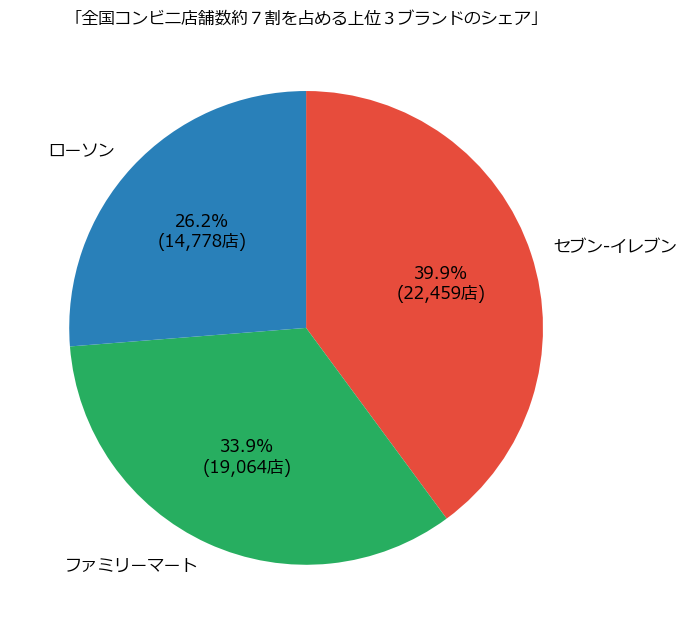 「全国コンビニ店舗数約７割を占める上位３ブランドのシェア」
ローソン
26.2%
(14,778店)
セブン-イレブン
39.9%
(22,459店)
33.9%
(19,064店)
ファミリーマート